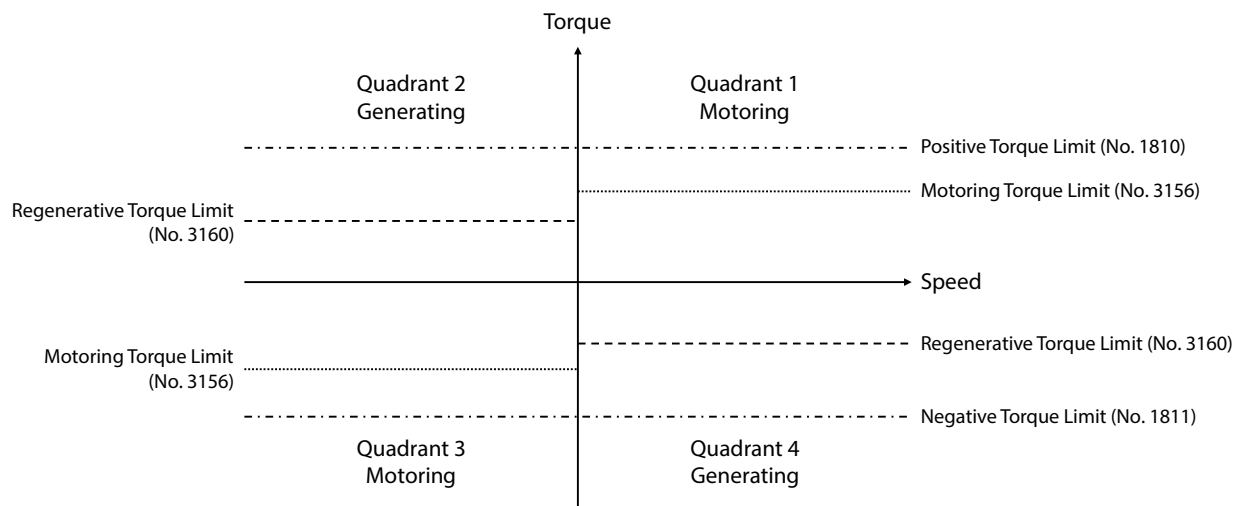 Torque
Quadrant 2
Generating
Quadrant 1
Motoring
Positive Torque Limit (No. 1810)
Motoring Torque Limit (No. 3156)
Regenerative Torque Limit
(No. 3160)
Speed
Regenerative Torque Limit (No. 3160)
Motoring Torque Limit
(No. 3156)
Negative Torque Limit (No. 1811)
Quadrant 3
Motoring
Quadrant 4
Generating